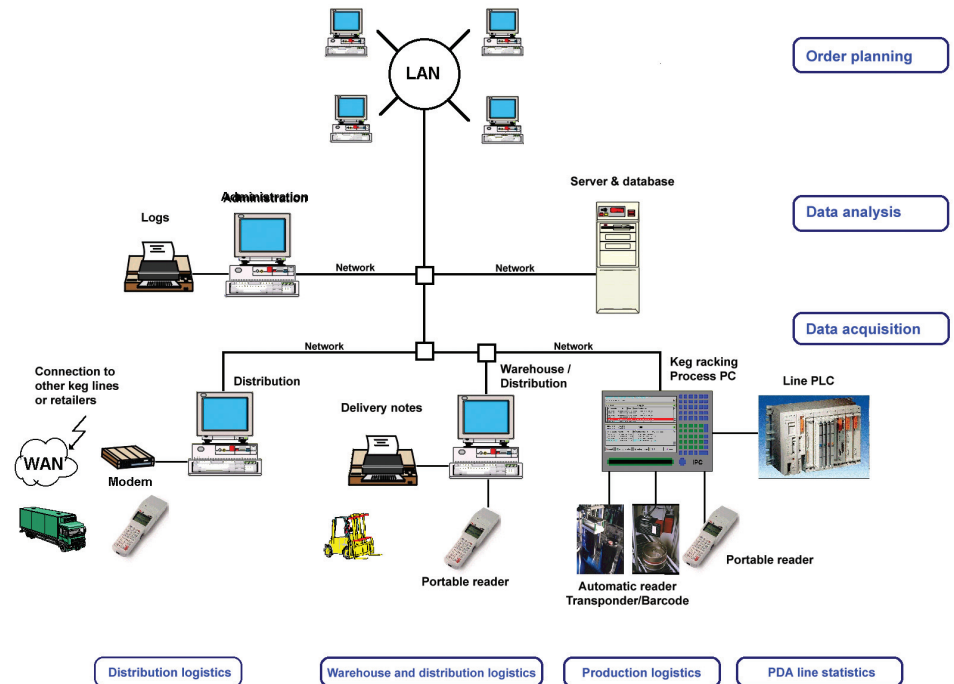 LAN
Order planning
Server & database
Administration
Logs
Data analysis
Network
Network
Data acquisition
Network
Network
Connection to
other keg lines
or retailers
Distribution
Warehouse /
Distribution
Keg racking
Process PC
Line PLC
Delivery notes
WAN
Modem
IPC
Portable reader
Portable reader
Automatic reader
Transponder/Barcode
Distribution logistics
Warehouse and distribution logistics
Production logistics
PDA line statistics